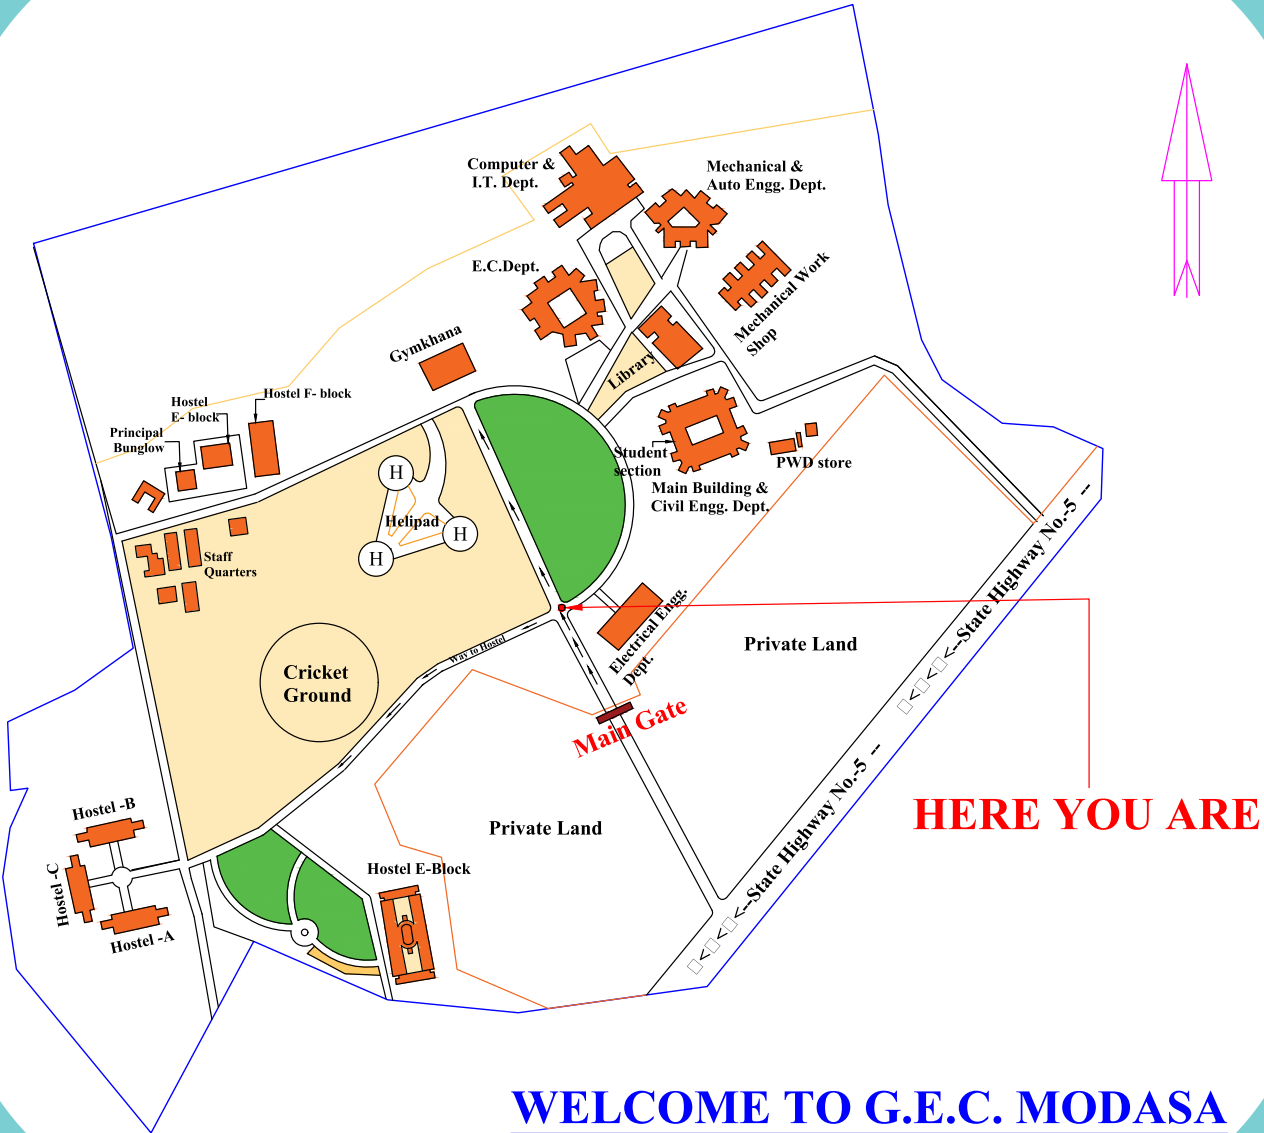 Computer &
I.T. Dept.
Mechanical &
Auto Engg. Dept.
E.C.Dept.
Mechanical Work
Shop
Gymkhana
Library
Hostel F- block
Hostel
E- block
Principal
Bunglow
Student
section
PWD store
Main Building &
Civil Engg. Dept.
H
H
H
Helipad
Staff
Quarters
Electrical Engg.
Dept.
Way to Hostel
Cricket
Ground
Private Land
<--State Highway No.-5 --
Main Gate
HERE YOU ARE
<--State Highway No.-5 --
Private Land
Hostel -B
Hostel -C
Hostel -A
Hostel E-Block
WELCOME TO G.E.C. MODASA